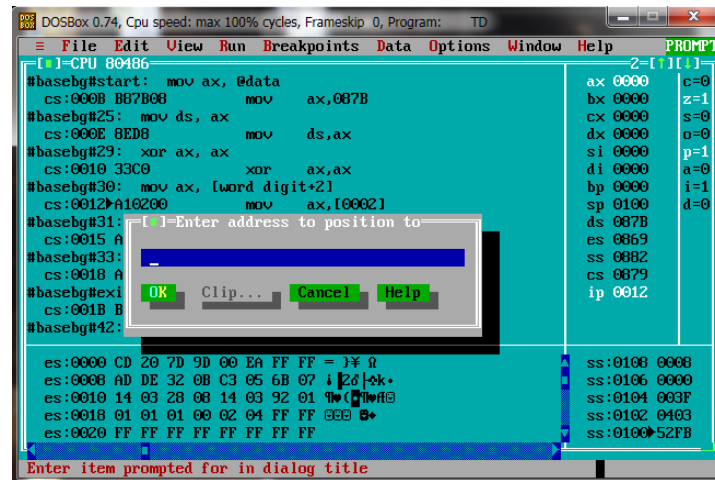 DOSBox 0.74, Cpu speed: max 100% cycles, Frameskip 0, Program: TD
≡ File Edit View Run Breakpoints Data Options Window Help PROMPT
[■]=CPU 80486 2=[↑][↓]
#basebg#start: mov ax, @data ax 0000 c=0
cs:000B B87B08 mov ax,087B bx 0000 z=1
#basebg#25: mov ds, ax cx 0000 s=0
cs:000E 8ED8 mov ds,ax dx 0000 o=0
#basebg#29: xor ax, ax si 0000 p=1
cs:0010 33C0 xor ax,ax di 0000 a=0
#basebg#30: mov ax, [word digit+2] bp 0000 i=1
cs:0012►A10200 mov ax,[0002] sp 0100 d=0
#basebg#31: [■]=Enter address to position to ds 087B
cs:0015 A es 0869
#basebg#33: ss 0882
cs:0018 A OK Clip... Cancel Help cs 0879
#basebg#exi ip 0012
cs:001B B
#basebg#42:
es:0000 CD 20 7D 9D 00 EA FF FF = }¥ Ω
es:0008 AD DE 32 0B C3 05 6B 07 ss:0108 0008
es:0010 14 03 28 08 14 03 92 01 ss:0106 0000
es:0018 01 01 01 00 02 04 FF FF ss:0104 003F
es:0020 FF FF FF FF FF FF FF FF ss:0102 0403
ss:0100►52FB
Enter item prompted for in dialog title